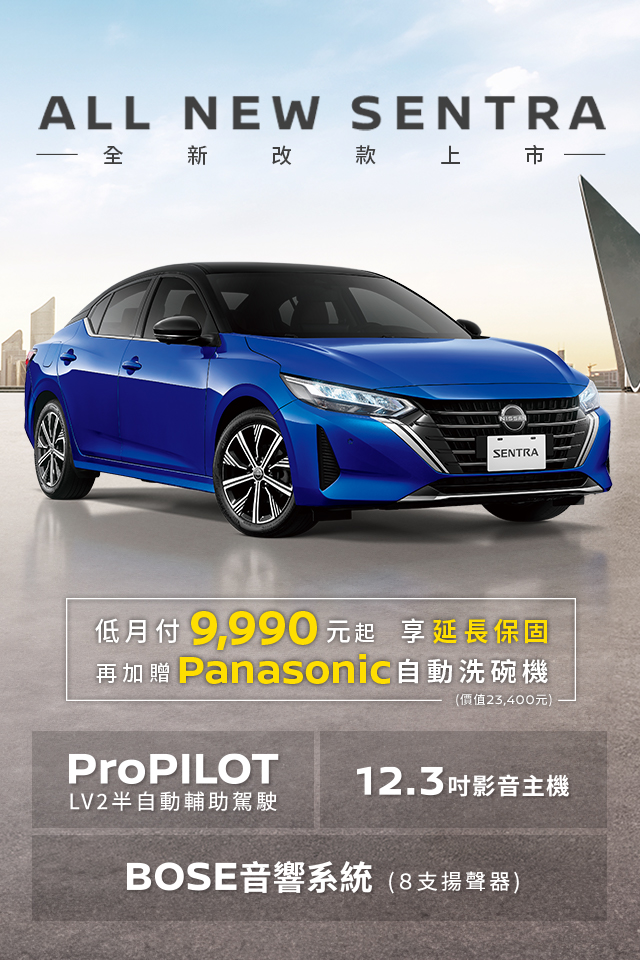 ALL NEW SENTRA
全新改款上市
NISSAN
SENTRA
低月付 9,990 元起 享延長保固
再加贈 Panasonic 自動洗碗機
(價值23,400元)
ProPILOT
LV2半自動輔助駕駛
12.3吋影音主機
BOSE音響系統 (8支揚聲器)